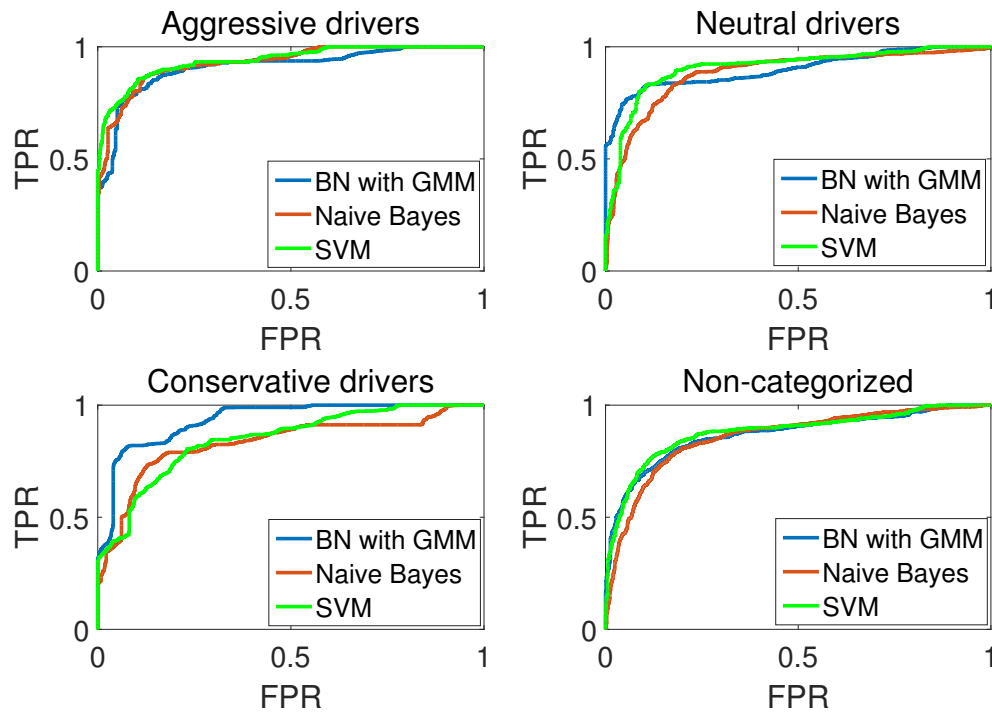 Aggressive drivers
1
0.5
0
TPR
BN with GMM
Naive Bayes
SVM
0
0.5
1
FPR
Neutral drivers
1
0.5
0
TPR
BN with GMM
Naive Bayes
SVM
0
0.5
1
FPR
Conservative drivers
1
0.5
0
TPR
BN with GMM
Naive Bayes
SVM
0
0.5
1
FPR
Non-categorized
1
0.5
0
TPR
BN with GMM
Naive Bayes
SVM
0
0.5
1
FPR